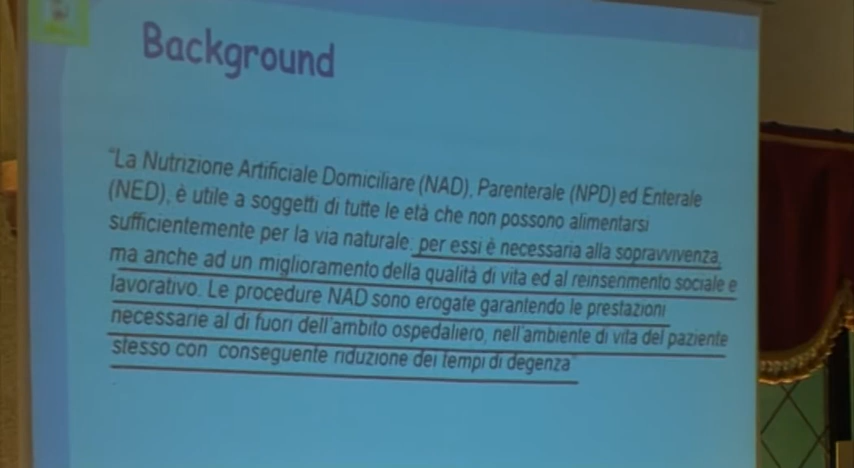 Background
“La Nutrizione Artificiale Domiciliare (NAD), Parenterale (NPD) ed Enterale
(NED), è utile a soggetti di tutte le età che non possono alimentarsi
sufficientemente per la via naturale: per essi è necessaria alla sopravvivenza,
ma anche ad un miglioramento della qualità di vita ed al reinserimento sociale e
lavorativo. Le procedure NAD sono erogate garantendo le prestazioni
necessarie al di fuori dell'ambito ospedaliero, nell'ambiente di vita del paziente
stesso con conseguente riduzione dei tempi di degenza”